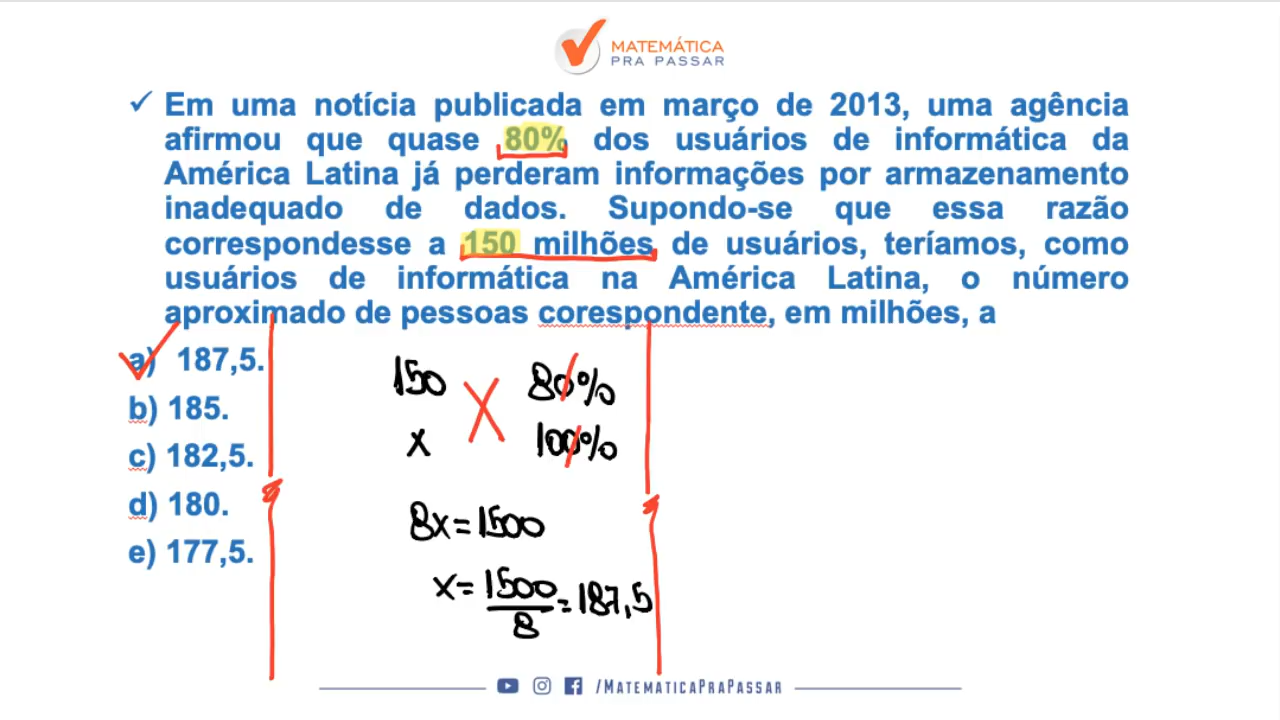 MATEMÁTICA
PRA PASSAR
✓ Em uma notícia publicada em março de 2013, uma agência
afirmou que quase 80% dos usuários de informática da
América Latina já perderam informações por armazenamento
inadequado de dados. Supondo-se que essa razão
correspondesse a 150 milhões de usuários, teríamos, como
usuários de informática na América Latina, o número
aproximado de pessoas corespondente, em milhões, a
a) 187,5.
b) 185.
c) 182,5.
d) 180.
e) 177,5.
150 80%
x 100%
8x=1500
x=1500/8=187,5
/MATEMATICAPRAPASSAR